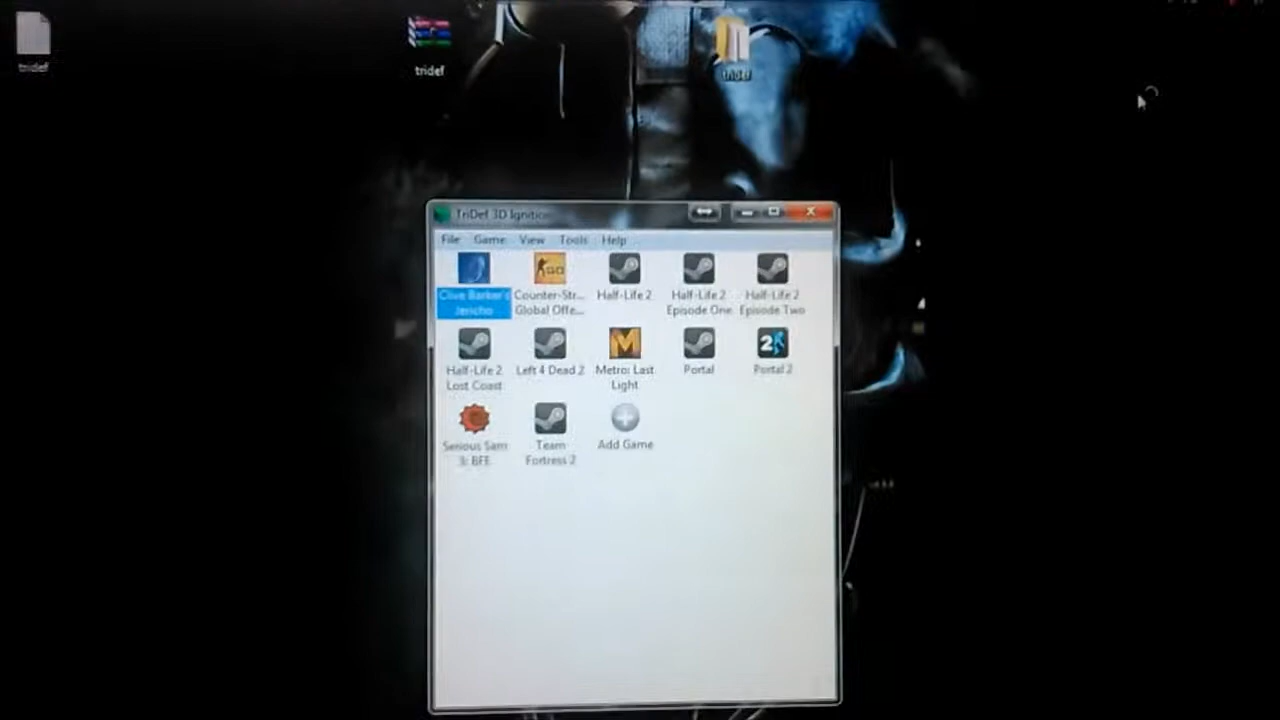 tridef
tridef
tridef
TriDef 3D Ignition
File Game View Tools Help
Clive Barker's Jericho
Counter-Str... Global Offe...
Half-Life 2
Half-Life 2 Episode One
Half-Life 2 Episode Two
Half-Life 2 Lost Coast
Left 4 Dead 2
Metro: Last Light
Portal
Portal 2
Serious Sam 3: BFE
Team Fortress 2
Add Game